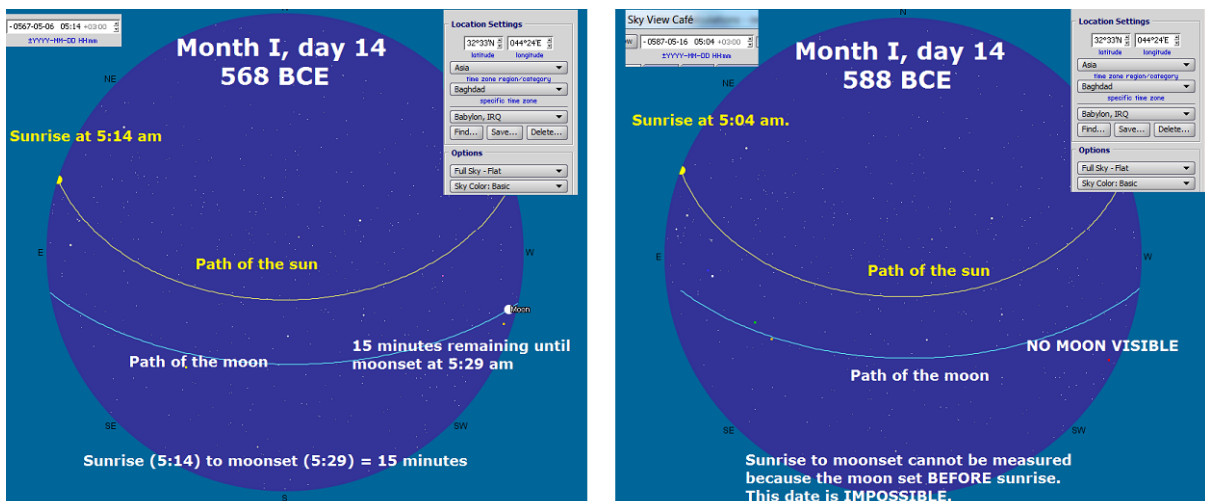 -0567-05-06 05:14 +03:00
±YYYY-MM-DD HHmm
Month I, day 14
568 BCE
Location Settings
32°33'N 044°24'E
latitude longitude
Asia
time zone region/category
Baghdad
specific time zone
Babylon, IRQ
Find... Save... Delete...
Options
Full Sky - Flat
Sky Color: Basic
NE
Sunrise at 5:14 am
E
W
Path of the sun
Moon
15 minutes remaining until
moonset at 5:29 am
Path of the moon
SE
SW
Sunrise (5:14) to moonset (5:29) = 15 minutes
S
Sky View Café
-0587-05-16 05:04 +03:00
±YYYY-MM-DD HHmm
N
Month I, day 14
588 BCE
Location Settings
32°33'N 044°24'E
latitude longitude
Asia
time zone region/category
Baghdad
specific time zone
Babylon, IRQ
Find... Save... Delete...
Options
Full Sky - Flat
Sky Color: Basic
NE
Sunrise at 5:04 am.
E
W
Path of the sun
NO MOON VISIBLE
Path of the moon
SE
SW
Sunrise to moonset cannot be measured
because the moon set BEFORE sunrise.
This date is IMPOSSIBLE.